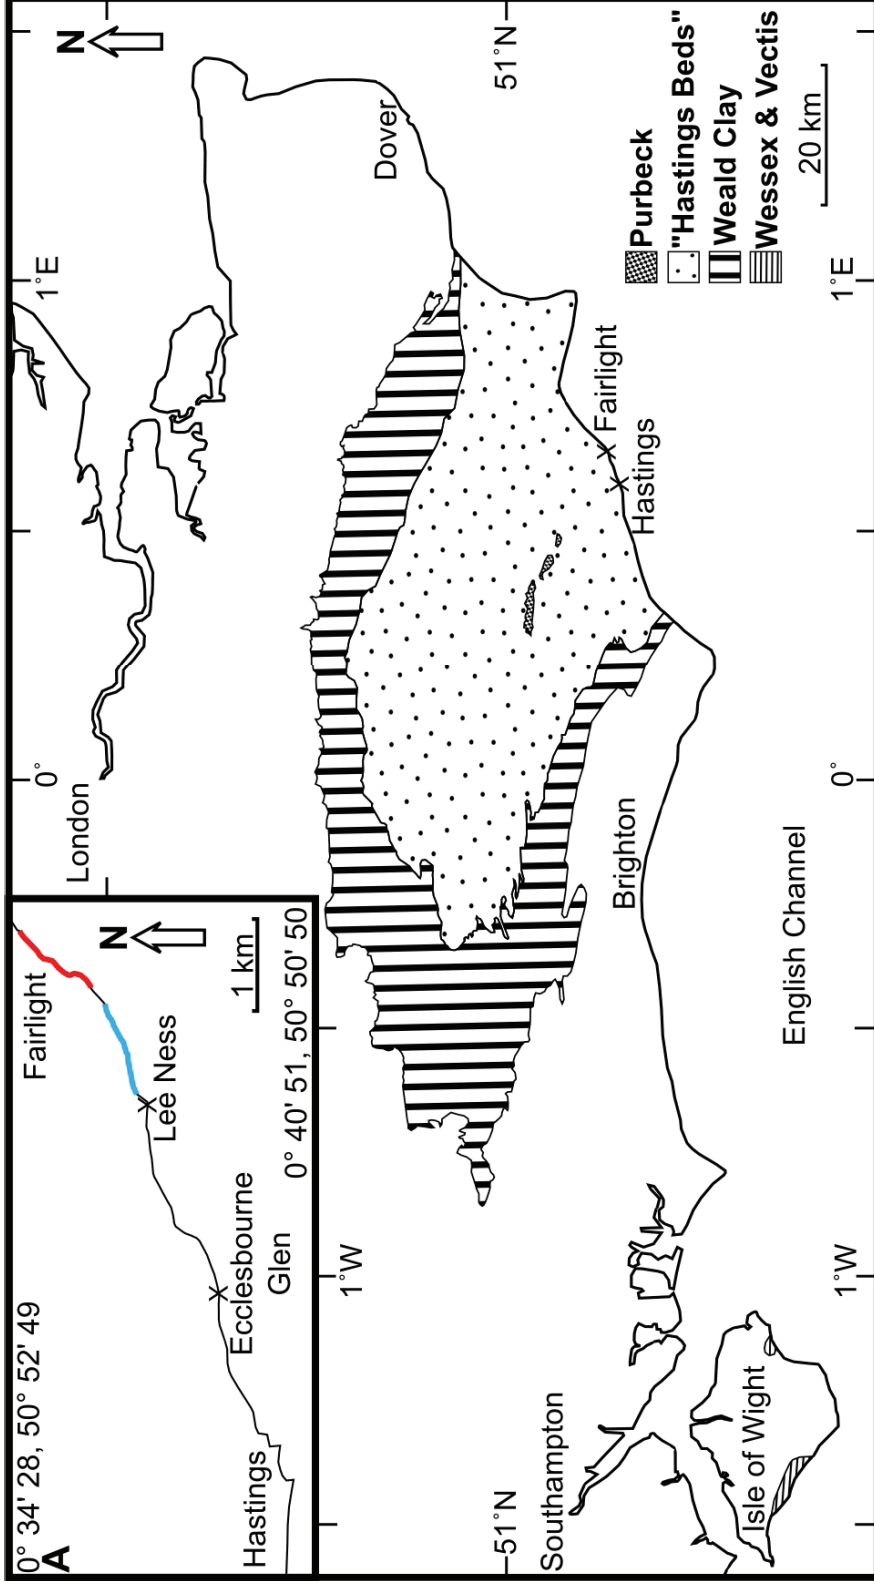 0° 34' 28, 50° 52' 49
A
Fairlight
N
Lee Ness
Ecclesbourne
Glen
Hastings
1 km
0° 40' 51, 50° 50' 50
London
0°
1°E
N
Dover
51°N
1°W
Fairlight
Hastings
Brighton
English Channel
Southampton
Isle of Wight
51°N
Purbeck
"Hastings Beds"
Weald Clay
Wessex & Vectis
20 km
1°W
0°
1°E